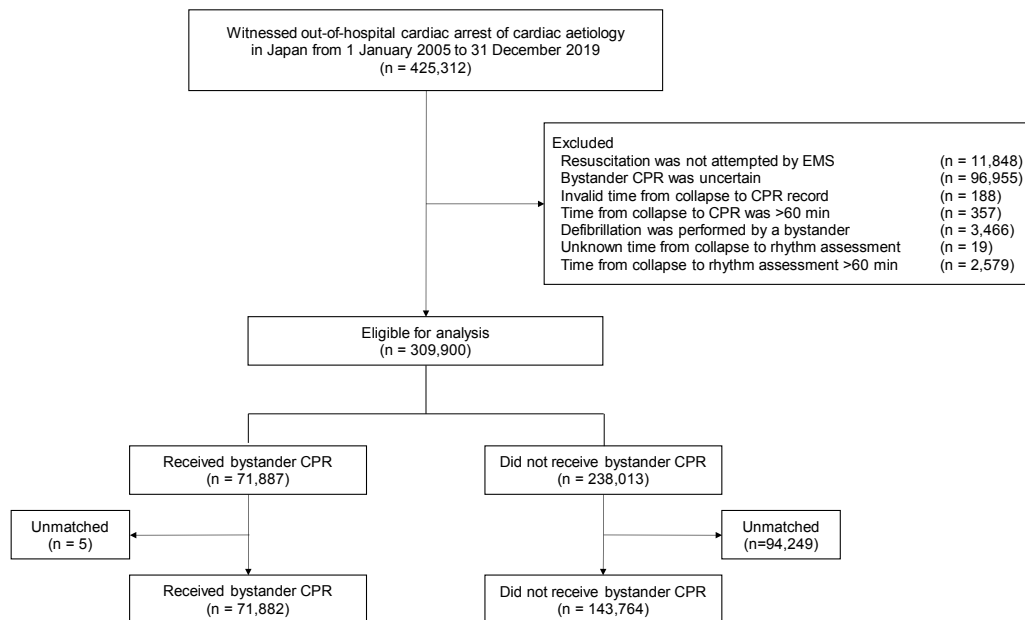 Witnessed out-of-hospital cardiac arrest of cardiac aetiology
in Japan from 1 January 2005 to 31 December 2019
(n = 425,312)
Excluded
Resuscitation was not attempted by EMS (n = 11,848)
Bystander CPR was uncertain (n = 96,955)
Invalid time from collapse to CPR record (n = 188)
Time from collapse to CPR was >60 min (n = 357)
Defibrillation was performed by a bystander (n = 3,466)
Unknown time from collapse to rhythm assessment (n = 19)
Time from collapse to rhythm assessment >60 min (n = 2,579)
Eligible for analysis
(n = 309,900)
Received bystander CPR
(n = 71,887)
Did not receive bystander CPR
(n = 238,013)
Unmatched
(n = 5)
Unmatched
(n=94,249)
Received bystander CPR
(n = 71,882)
Did not receive bystander CPR
(n = 143,764)